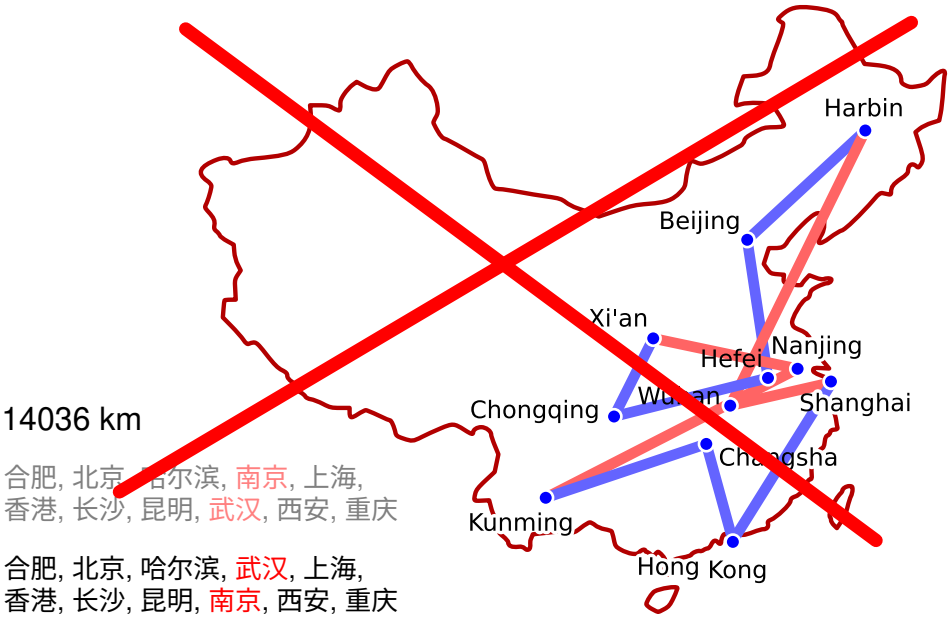 Harbin
Beijing
Xi'an
Hefei
Nanjing
Wuhan
Chongqing
Shanghai
Changsha
Kunming
Hong Kong
14036 km
合肥, 北京, 哈尔滨, 南京, 上海,
香港, 长沙, 昆明, 武汉, 西安, 重庆
合肥, 北京, 哈尔滨, 武汉, 上海,
香港, 长沙, 昆明, 南京, 西安, 重庆